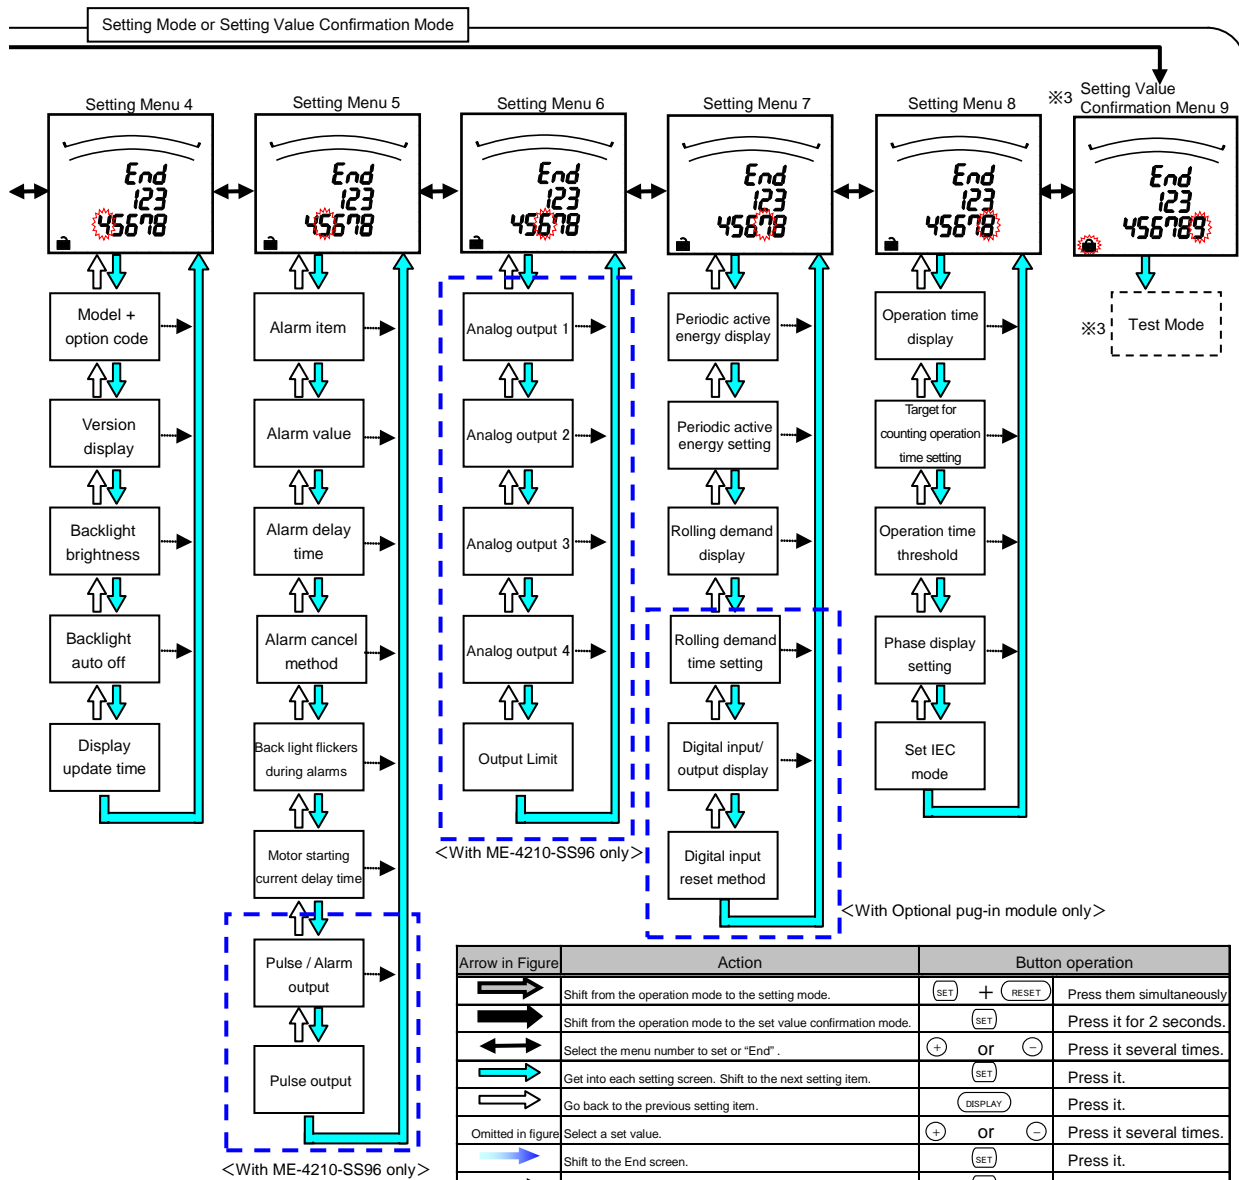 Setting Mode or Setting Value Confirmation Mode
Setting Menu 4
End
123
45678
Model +
option code
Version
display
Backlight
brightness
Backlight
auto off
Display
update time
Setting Menu 5
End
123
45678
Alarm item
Alarm value
Alarm delay
time
Alarm cancel
method
Back light flickers
during alarms
Motor starting
current delay time
Pulse / Alarm
output
Pulse output
<With ME-4210-SS96 only>
Setting Menu 6
End
123
45678
Analog output 1
Analog output 2
Analog output 3
Analog output 4
Output Limit
<With ME-4210-SS96 only>
Setting Menu 7
End
123
45678
Periodic active
energy display
Periodic active
energy setting
Rolling demand
display
Rolling demand
time setting
Digital input/
output display
Digital input
reset method
<With Optional pug-in module only>
Setting Menu 8
End
123
45678
Operation time
display
Target for
counting operation
time setting
Operation time
threshold
Phase display
setting
Set IEC
mode
※3 Setting Value
Confirmation Menu 9
End
123
456789
※3 Test Mode
Arrow in Figure Action Button operation
Shift from the operation mode to the setting mode. SET + RESET Press them simultaneously
Shift from the operation mode to the set value confirmation mode. SET Press it for 2 seconds.
Select the menu number to set or "End" . + or − Press it several times.
Get into each setting screen. Shift to the next setting item. SET Press it.
Go back to the previous setting item. DISPLAY Press it.
Omitted in figure Select a set value. + or − Press it several times.
Shift to the End screen. SET Press it.